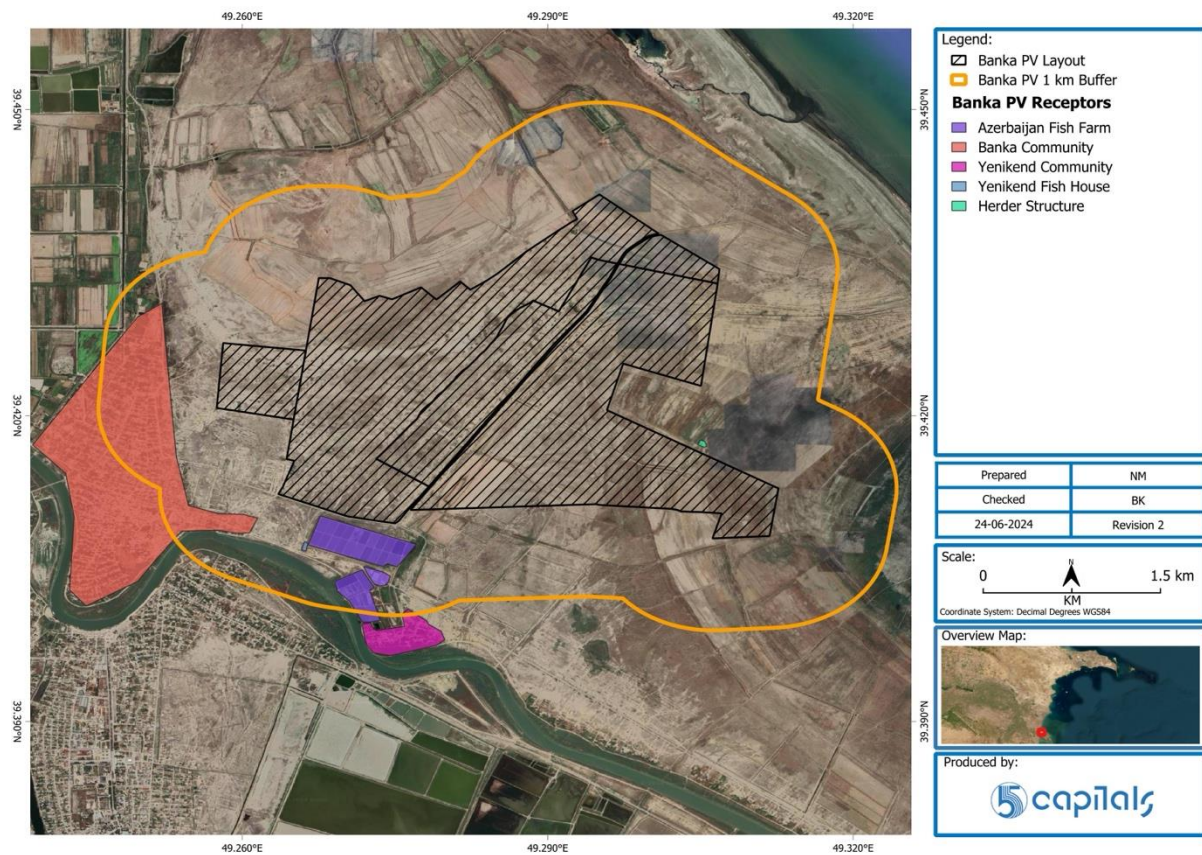 49.260°E
49.290°E
49.320°E
39.450°N
39.450°N
39.420°N
39.420°N
39.390°N
39.390°N
49.260°E
49.290°E
49.320°E
Legend:
Banka PV Layout
Banka PV 1 km Buffer
Banka PV Receptors
Azerbaijan Fish Farm
Banka Community
Yenikend Community
Yenikend Fish House
Herder Structure
Prepared NM
Checked BK
24-06-2024 Revision 2
Scale:
N
0 1.5 km
KM
Coordinate System: Decimal Degrees WGS84
Overview Map:
Produced by:
5 capitals